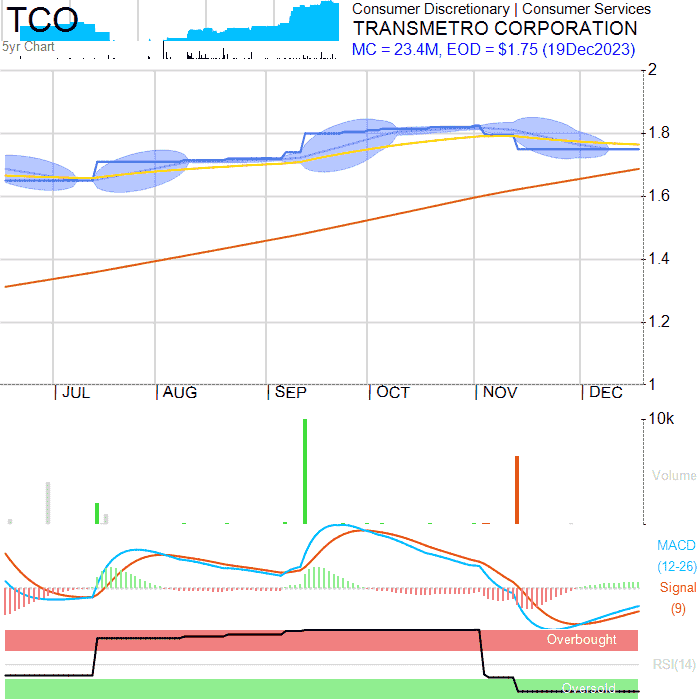 TCO
5yr Chart
Consumer Discretionary | Consumer Services
TRANSMETRO CORPORATION
MC = 23.4M, EOD = $1.75 (19Dec2023)
2
1.8
1.6
1.4
1.2
1
JUL
AUG
SEP
OCT
NOV
DEC
10k
Volume
MACD
(12-26)
Signal
(9)
Overbought
RSI(14)
Oversold